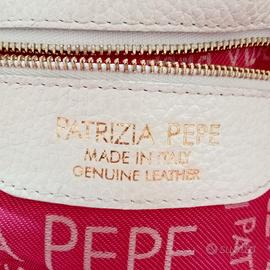 PATRIZIA PEPE
MADE IN ITALY
GENUINE LEATHER
PEPE